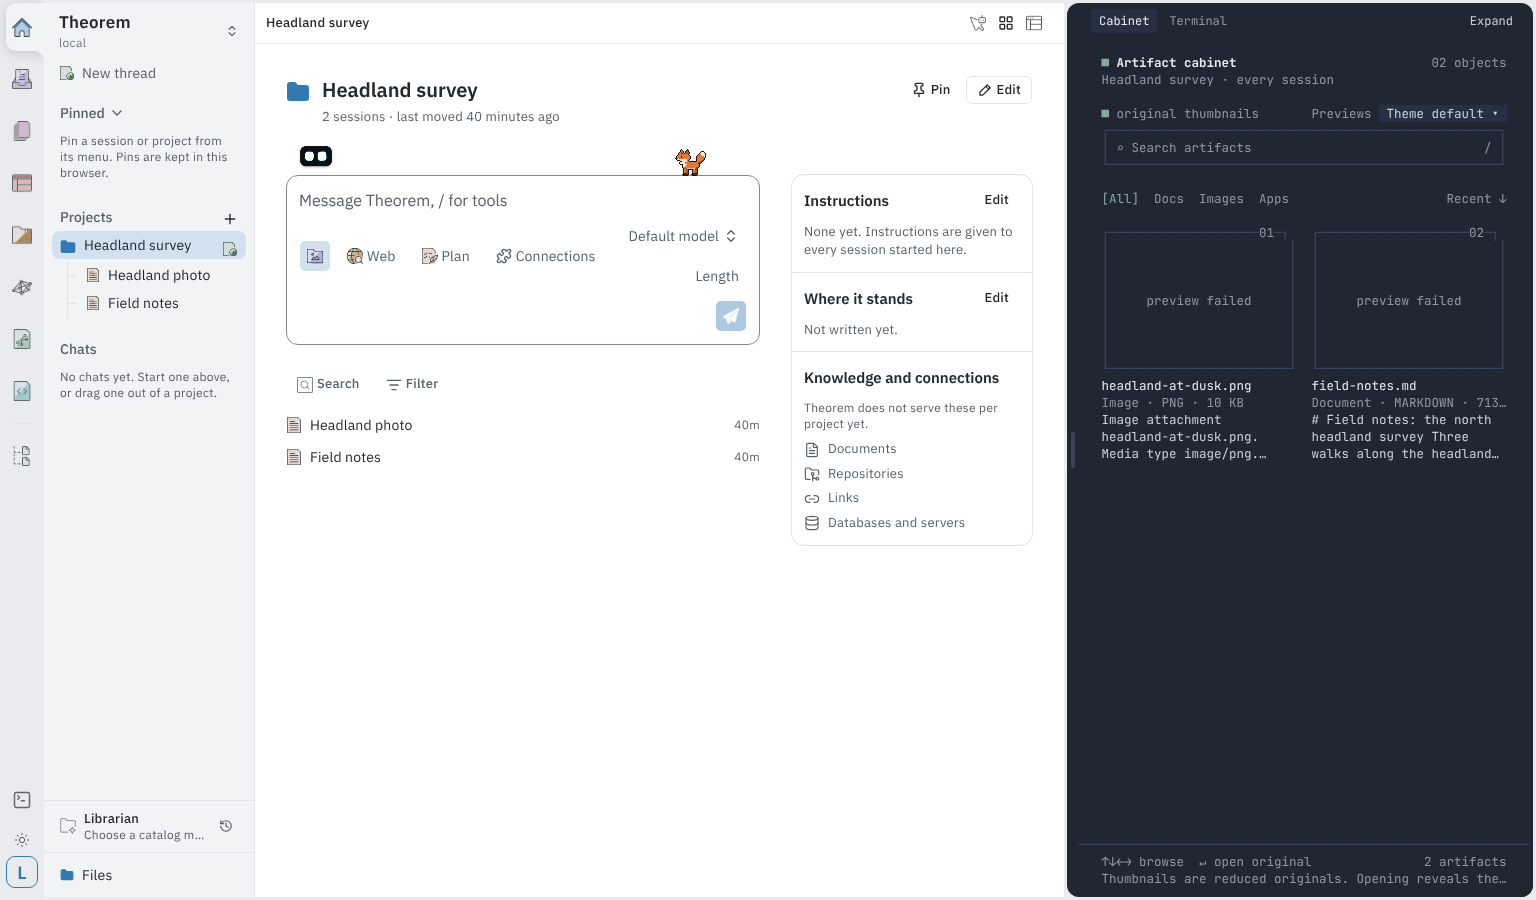 Theorem
local
New thread
Pinned
Pin a session or project from
its menu. Pins are kept in this
browser.
Projects
Headland survey
Headland photo
Field notes
Chats
No chats yet. Start one above,
or drag one out of a project.
Librarian
Choose a catalog m…
L
Files
Headland survey
Headland survey
2 sessions · last moved 40 minutes ago
Pin
Edit
Message Theorem, / for tools
Default model
Web
Plan
Connections
Length
Search
Filter
Headland photo 40m
Field notes 40m
Instructions Edit
None yet. Instructions are given to
every session started here.
Where it stands Edit
Not written yet.
Knowledge and connections
Theorem does not serve these per
project yet.
Documents
Repositories
Links
Databases and servers
Cabinet Terminal Expand
Artifact cabinet 02 objects
Headland survey · every session
original thumbnails Previews Theme default
Search artifacts /
[All] Docs Images Apps Recent ↓
01
preview failed
headland-at-dusk.png
Image · PNG · 10 KB
Image attachment
headland-at-dusk.png.
Media type image/png.…
02
preview failed
field-notes.md
Document · MARKDOWN · 713…
# Field notes: the north
headland survey Three
walks along the headland…
↑↓←→ browse ↵ open original 2 artifacts
Thumbnails are reduced originals. Opening reveals the…